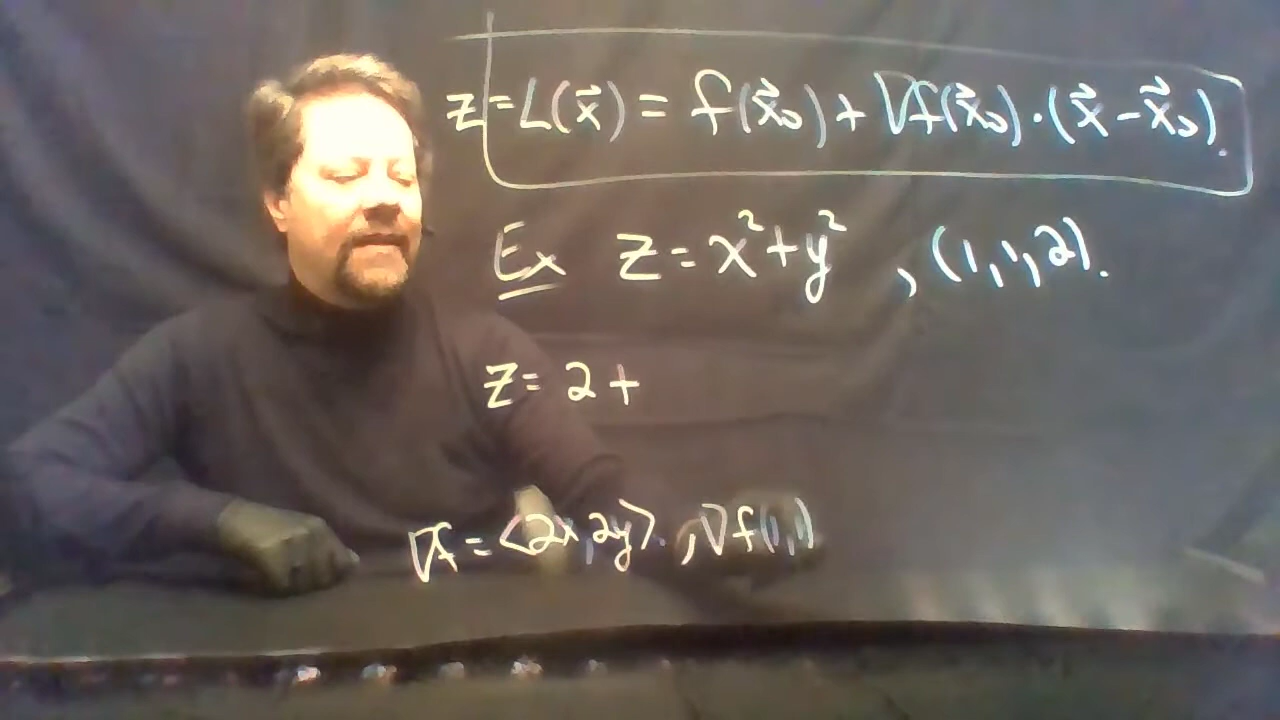 z = L(x⃗) = f(x⃗₀) + ∇f(x⃗₀)·(x⃗ - x⃗₀).
Ex z = x² + y² , (1,1,2).
z = 2 +
∇f = <2x, 2y>. , ∇f(1,1)